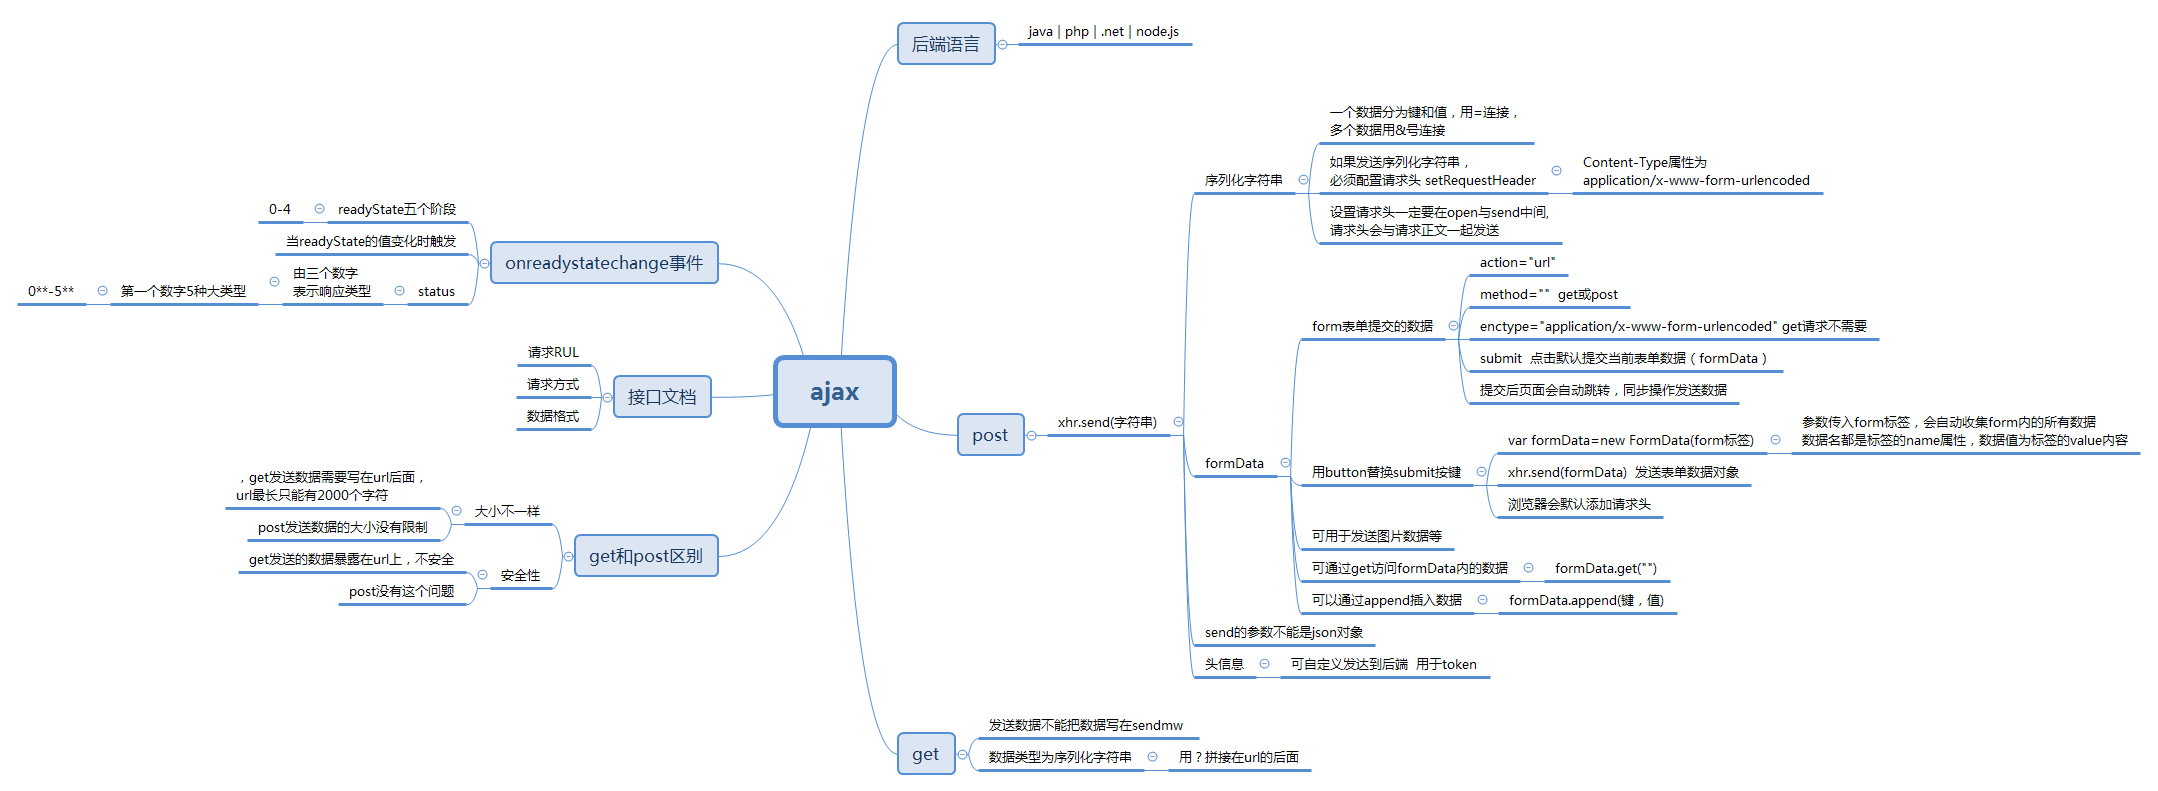 ajax
后端语言
java | php | .net | node.js
post
xhr.send(字符串)
序列化字符串
一个数据分为键和值，用=连接，
多个数据用&号连接
如果发送序列化字符串，
必须配置请求头 setRequestHeader
Content-Type属性为
application/x-www-form-urlencoded
设置请求头一定要在open与send中间,
请求头会与请求正文一起发送
formData
form表单提交的数据
action="url"
method=""  get或post
enctype="application/x-www-form-urlencoded" get请求不需要
submit  点击默认提交当前表单数据（formData）
提交后页面会自动跳转，同步操作发送数据
用button替换submit按键
var formData=new FormData(form标签)
参数传入form标签，会自动收集form内的所有数据
数据名都是标签的name属性，数据值为标签的value内容
xhr.send(formData)  发送表单数据对象
浏览器会默认添加请求头
可用于发送图片数据等
可通过get访问formData内的数据
formData.get("")
可以通过append插入数据
formData.append(键，值)
send的参数不能是json对象
头信息
可自定义发达到后端  用于token
get
发送数据不能把数据写在sendmw
数据类型为序列化字符串
用？拼接在url的后面
onreadystatechange事件
readyState五个阶段
0-4
当readyState的值变化时触发
status
由三个数字
表示响应类型
第一个数字5种大类型
0**-5**
接口文档
请求RUL
请求方式
数据格式
get和post区别
大小不一样
，get发送数据需要写在url后面，
url最长只能有2000个字符
post发送数据的大小没有限制
安全性
get发送的数据暴露在url上，不安全
post没有这个问题